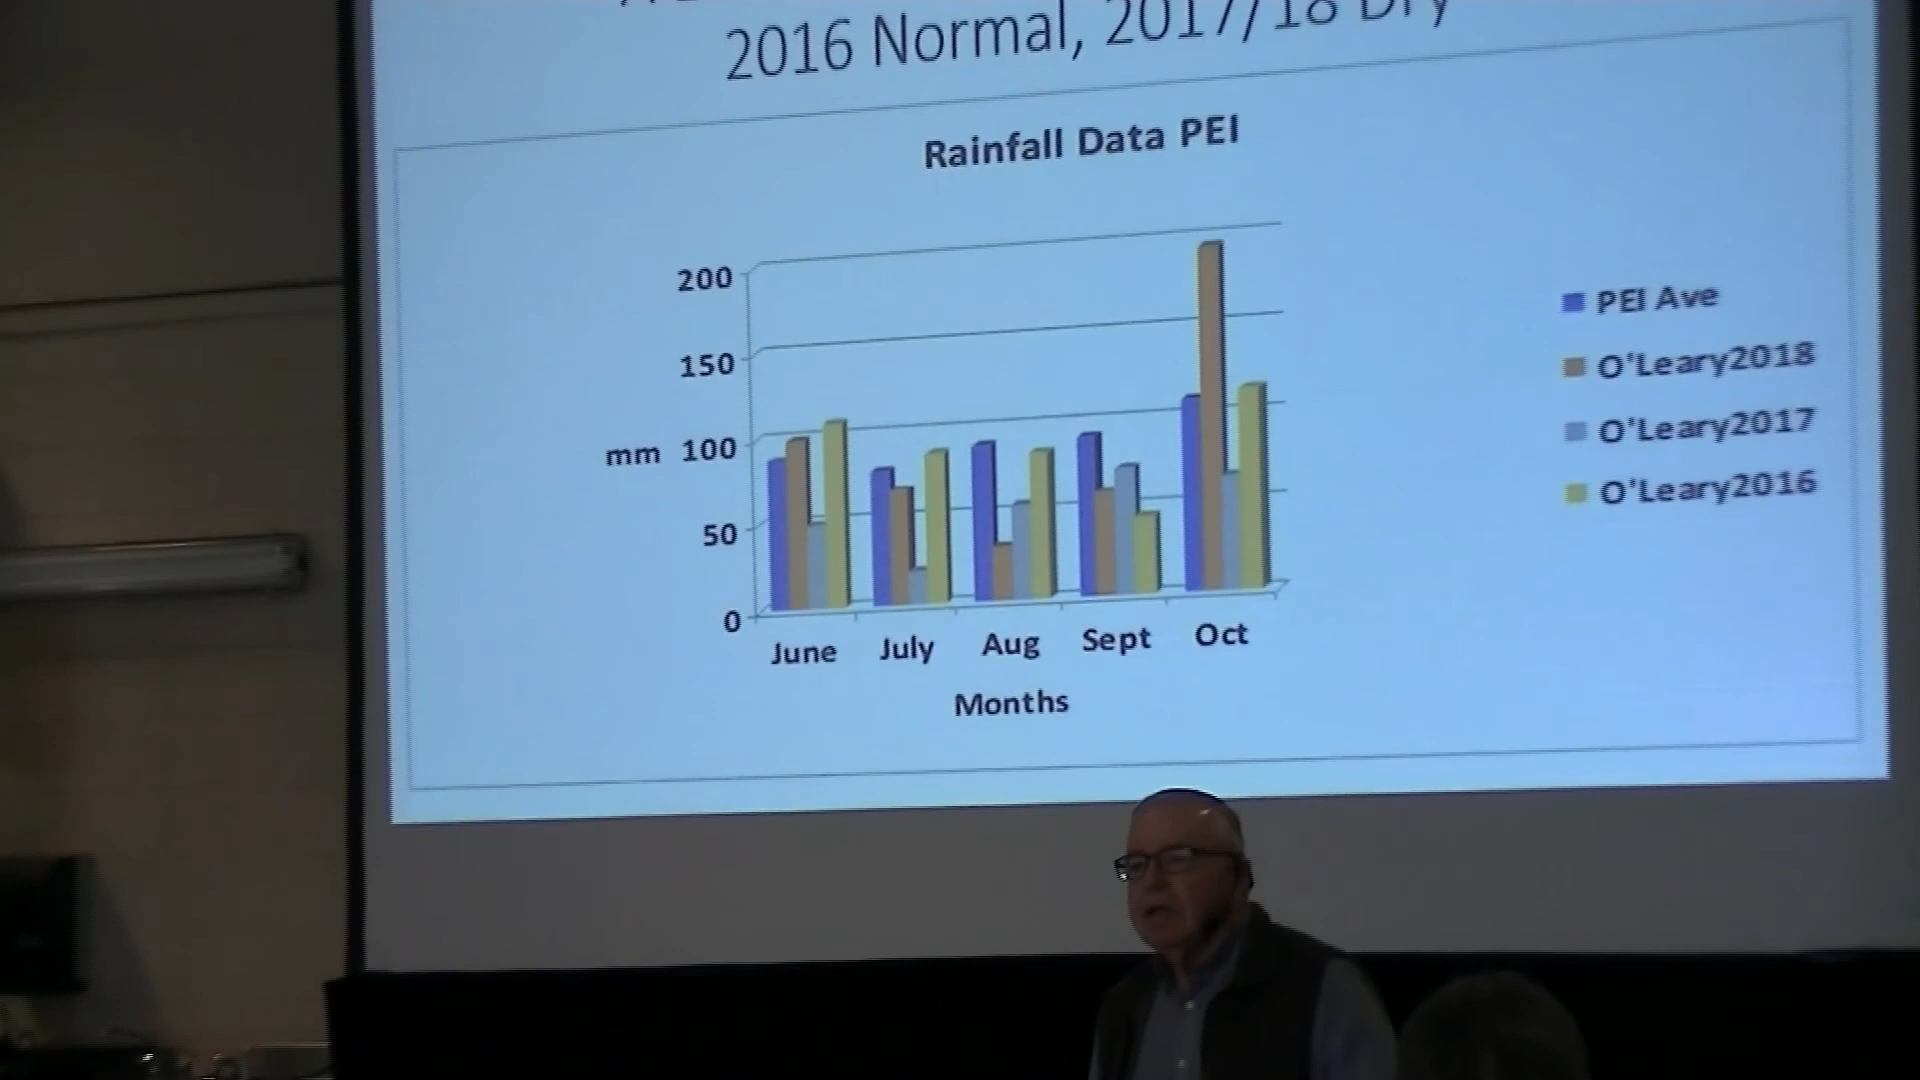 2016 Normal, 2017/18 Dry
Rainfall Data PEI
200
150
mm 100
50
0
June July Aug Sept Oct
Months
PEI Ave
O'Leary2018
O'Leary2017
O'Leary2016